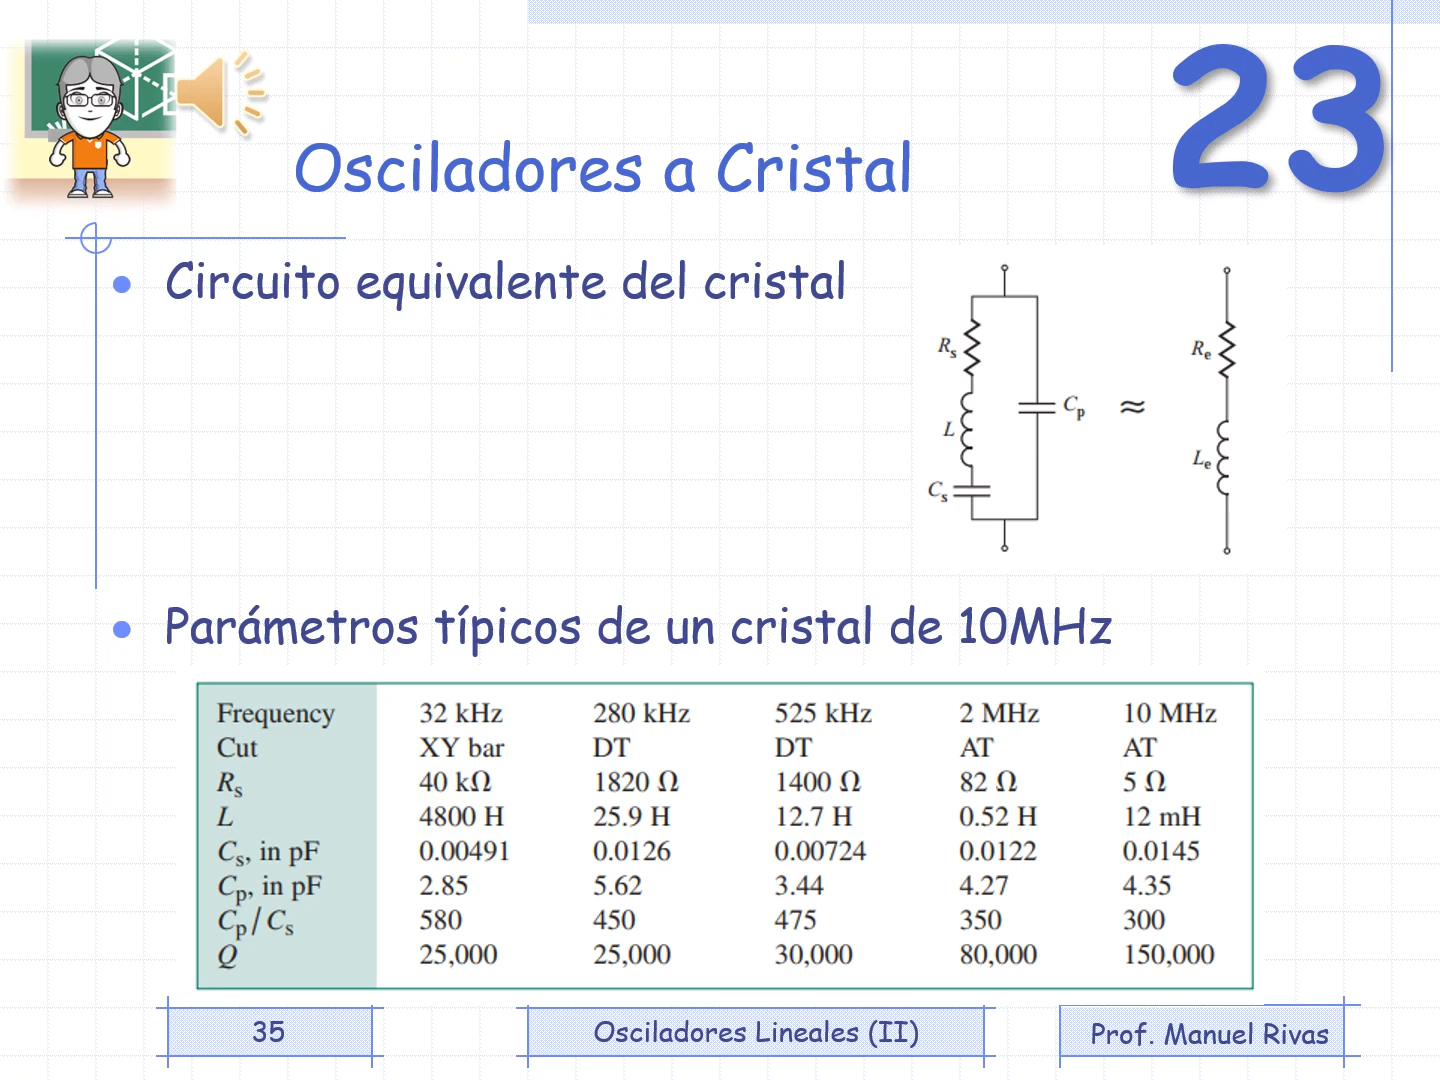 23
Osciladores a Cristal
Circuito equivalente del cristal
Rs
L
Cs
Cp
≈
Re
Le
Parámetros típicos de un cristal de 10MHz
Frequency 32 kHz 280 kHz 525 kHz 2 MHz 10 MHz
Cut XY bar DT DT AT AT
Rs 40 kΩ 1820 Ω 1400 Ω 82 Ω 5 Ω
L 4800 H 25.9 H 12.7 H 0.52 H 12 mH
Cs, in pF 0.00491 0.0126 0.00724 0.0122 0.0145
Cp, in pF 2.85 5.62 3.44 4.27 4.35
Cp/Cs 580 450 475 350 300
Q 25,000 25,000 30,000 80,000 150,000
35
Osciladores Lineales (II)
Prof. Manuel Rivas